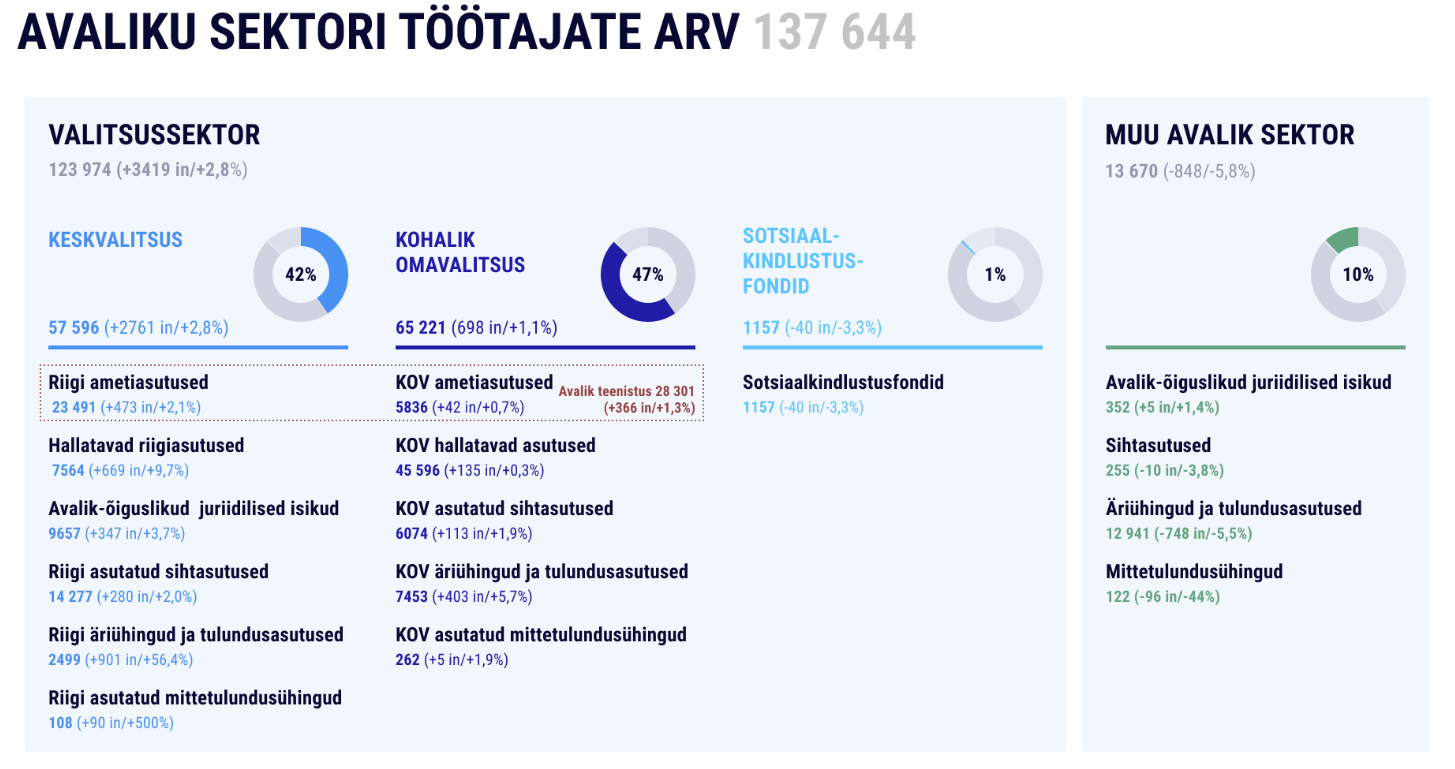 AVALIKU SEKTORI TÖÖTAJATE ARV 137 644
VALITSUSSEKTOR
123 974 (+3419 in/+2,8%)
KESKVALITSUS
42%
57 596 (+2761 in/+2,8%)
Riigi ametiasutused
23 491 (+473 in/+2,1%)
Hallatavad riigiasutused
7564 (+669 in/+9,7%)
Avalik-õiguslikud juriidilised isikud
9657 (+347 in/+3,7%)
Riigi asutatud sihtasutused
14 277 (+280 in/+2,0%)
Riigi äriühingud ja tulundusasutused
2499 (+901 in/+56,4%)
Riigi asutatud mittetulundusühingud
108 (+90 in/+500%)
KOHALIK
OMAVALITSUS
47%
65 221 (698 in/+1,1%)
KOV ametiasutused
5836 (+42 in/+0,7%)
Avalik teenistus 28 301
(+366 in/+1,3%)
KOV hallatavad asutused
45 596 (+135 in/+0,3%)
KOV asutatud sihtasutused
6074 (+113 in/+1,9%)
KOV äriühingud ja tulundusasutused
7453 (+403 in/+5,7%)
KOV asutatud mittetulundusühingud
262 (+5 in/+1,9%)
SOTSIAAL-
KINDLUSTUS-
FONDID
1%
1157 (-40 in/-3,3%)
Sotsiaalkindlustusfondid
1157 (-40 in/-3,3%)
MUU AVALIK SEKTOR
13 670 (-848/-5,8%)
10%
Avalik-õiguslikud juriidilised isikud
352 (+5 in/+1,4%)
Sihtasutused
255 (-10 in/-3,8%)
Äriühingud ja tulundusasutused
12 941 (-748 in/-5,5%)
Mittetulundusühingud
122 (-96 in/-44%)